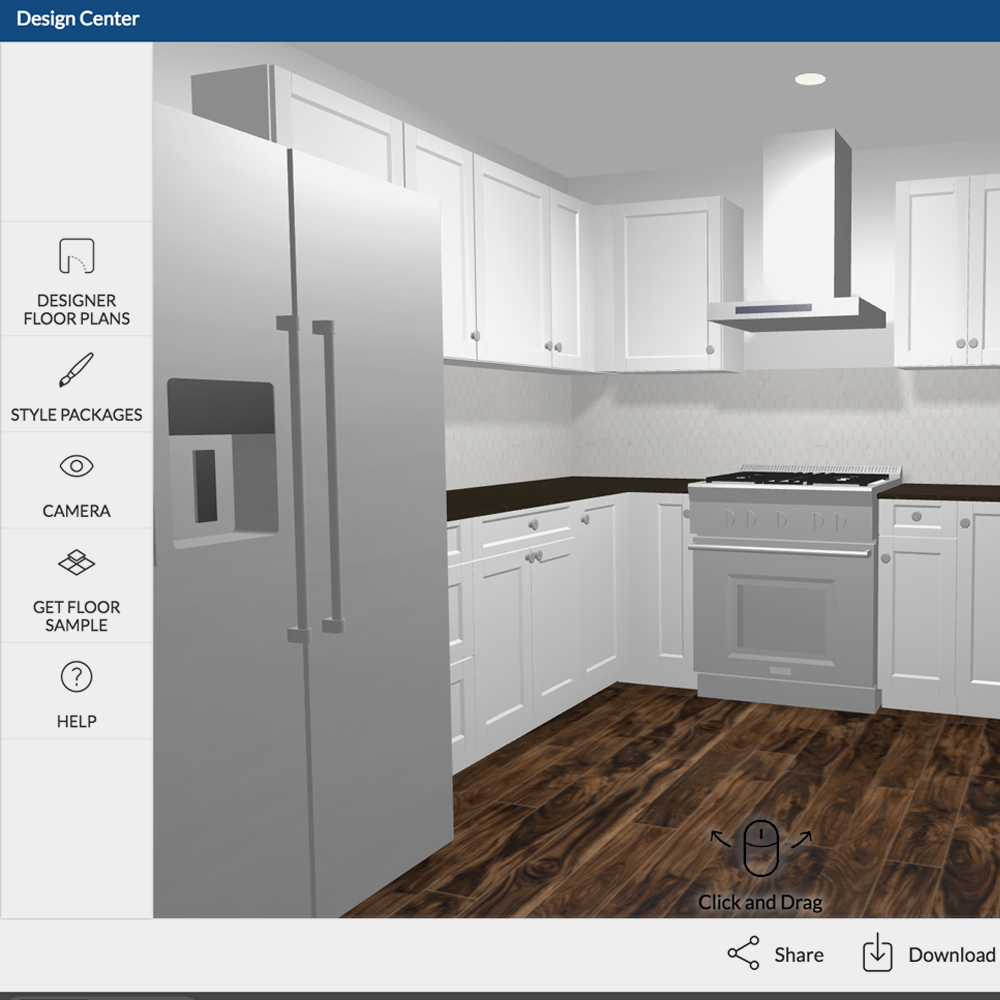 Design Center
DESIGNER
FLOOR PLANS
STYLE PACKAGES
CAMERA
GET FLOOR
SAMPLE
?
HELP
Click and Drag
Share
Download